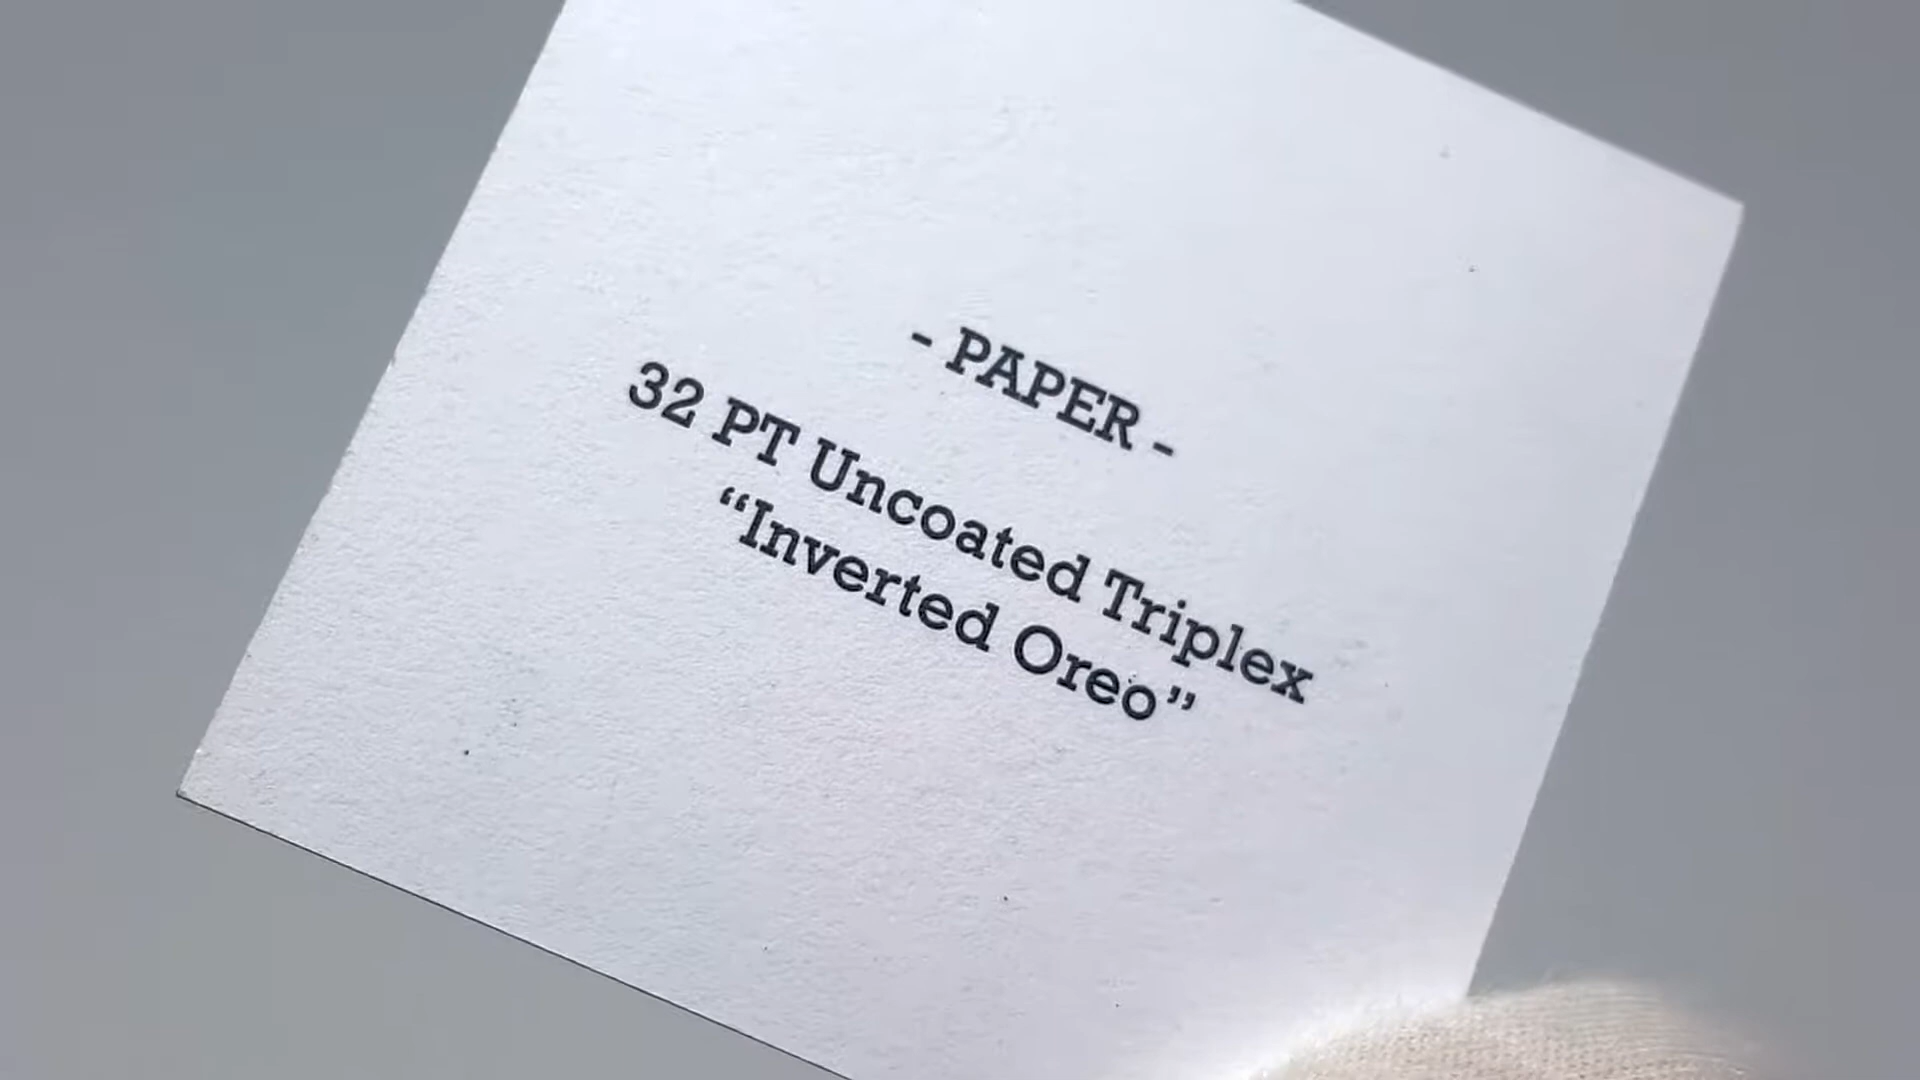 - PAPER -
32 PT Uncoated Triplex
“Inverted Oreo”